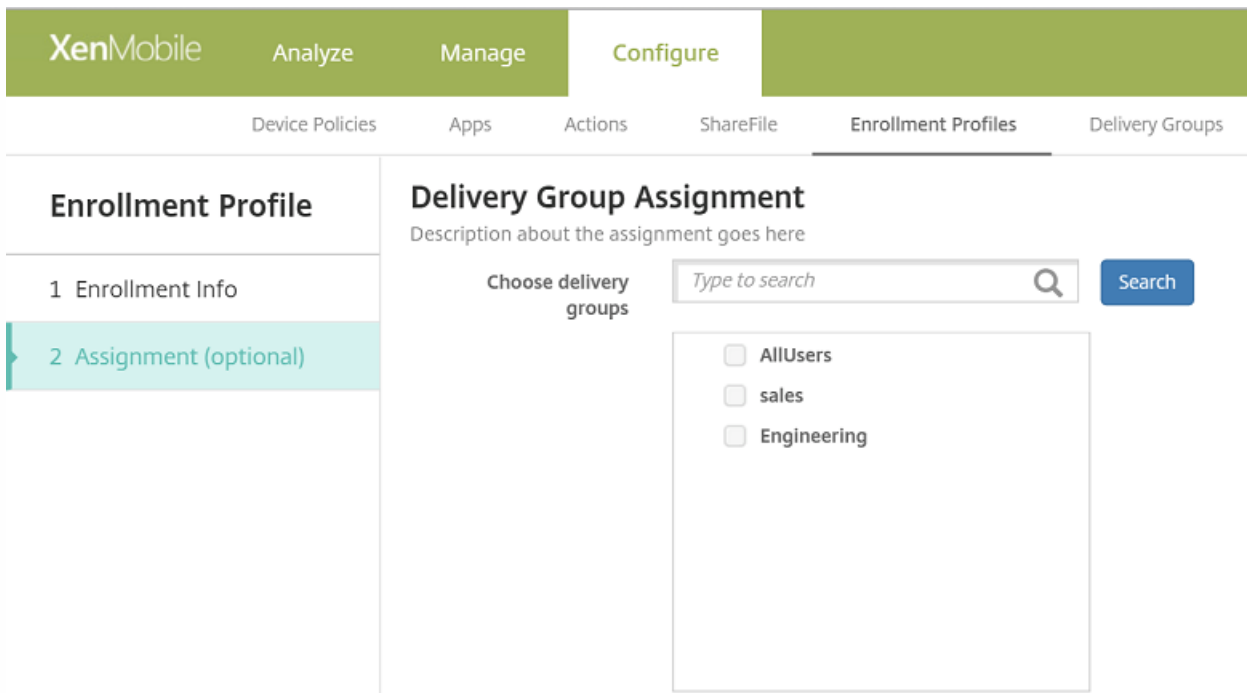 XenMobile Analyze Manage Configure
Device Policies Apps Actions ShareFile Enrollment Profiles Delivery Groups
Enrollment Profile
1 Enrollment Info
2 Assignment (optional)
Delivery Group Assignment
Description about the assignment goes here
Choose delivery
groups
Type to search
Search
AllUsers
sales
Engineering